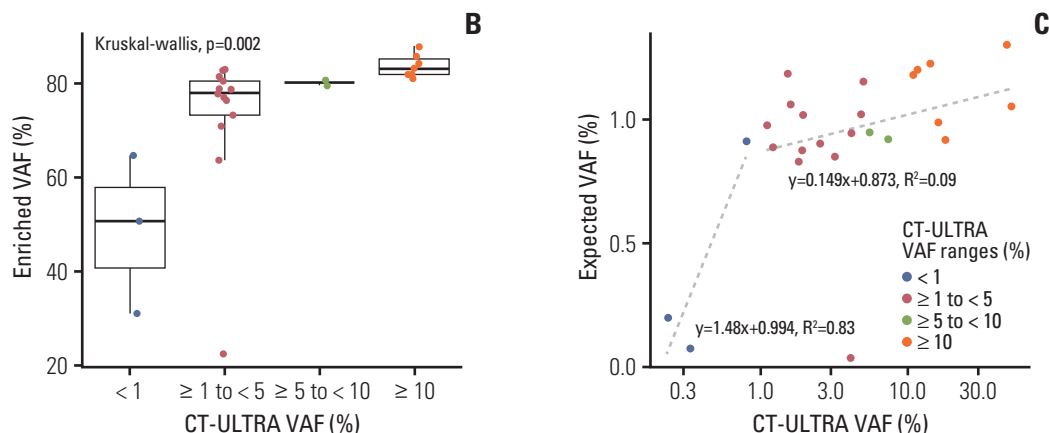 B
Kruskal-wallis, p=0.002
Enriched VAF (%)
80
60
40
20
< 1
≥ 1 to < 5
≥ 5 to < 10
≥ 10
CT-ULTRA VAF (%)
C
Expected VAF (%)
1.0
0.5
0.0
y=0.149x+0.873, R²=0.09
y=1.48x+0.994, R²=0.83
CT-ULTRA
VAF ranges (%)
< 1
≥ 1 to < 5
≥ 5 to < 10
≥ 10
0.3
1.0
3.0
10.0
30.0
CT-ULTRA VAF (%)